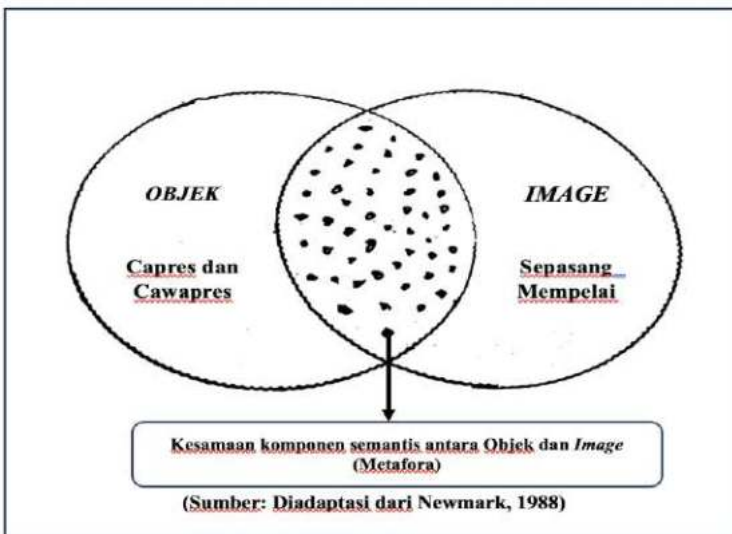 OBJEK
IMAGE
Capres dan
Cawapres
Sepasang
Mempelai
Kesamaan komponen semantis antara Objek dan Image
(Metafora)
(Sumber: Diadaptasi dari Newmark, 1988)